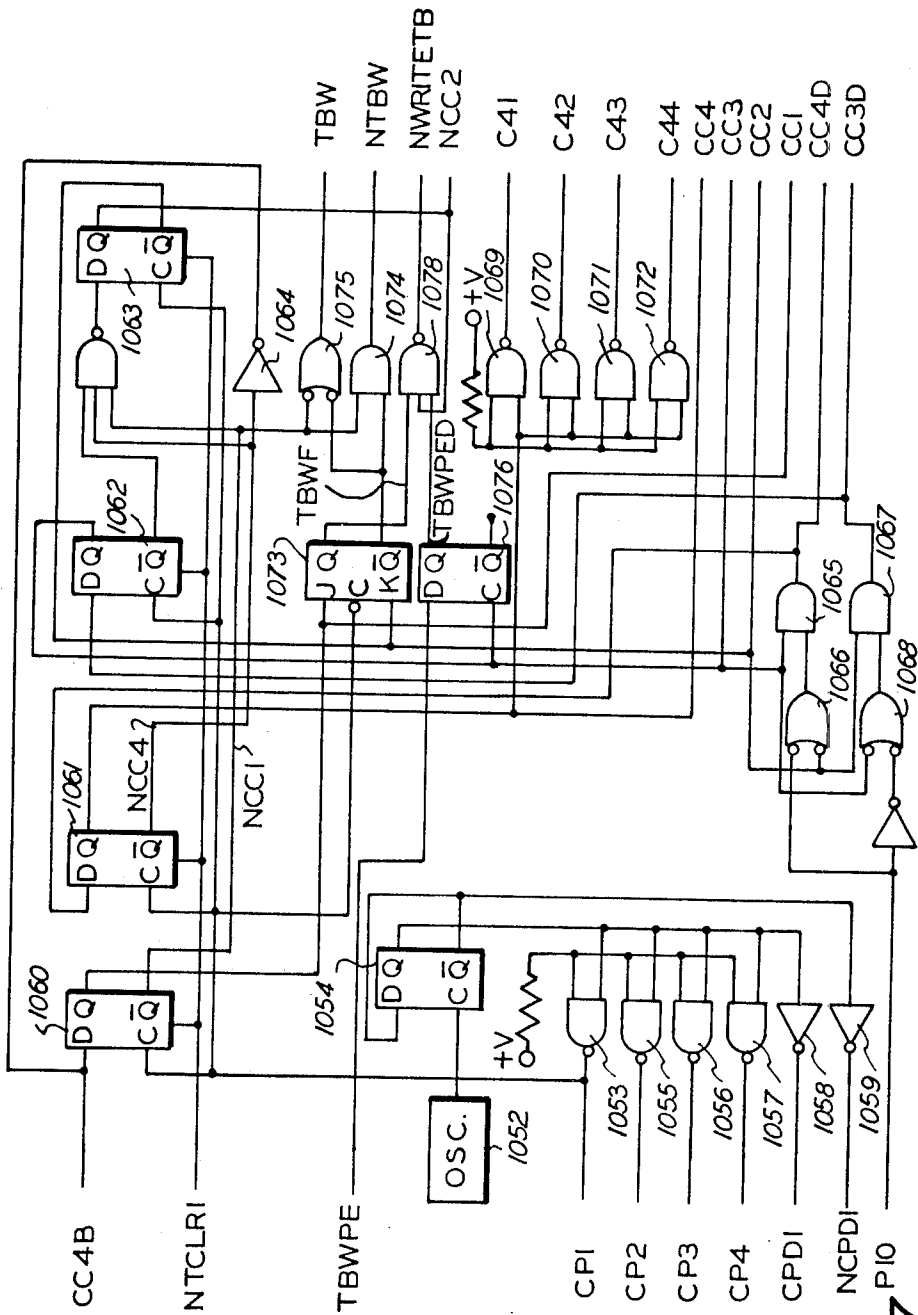 CC4B
NTCLR1
TBWPE
CP1
CP2
CP3
CP4
CPD1
NCPD1
P10
7
1060
D Q
C Q̅
1061
D Q
C Q̅
NCC4
NCC1
1062
D Q
C Q̅
1063
D Q
C Q̅
1064
1054
D Q
C Q̅
OSC.
1052
+V
1053
1055
1056
1057
1058
1059
1073
J Q
C
K Q̅
TBWF
D Q
C Q̅
TBWPED
1076
1075
1074
1078
+V
1069
1070
1071
1072
1066
1065
1067
1068
TBW
NTBW
NWRITETB
NCC2
C41
C42
C43
C44
CC4
CC3
CC2
CC1
CC4D
CC3D